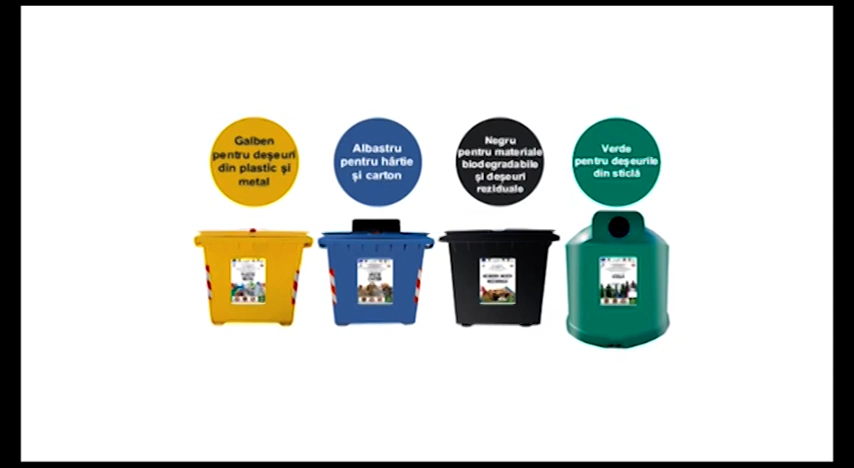 Galben
pentru deșeuri
din plastic și
metal
Albastru
pentru hârtie
și carton
Negru
pentru materiale
biodegradabile
și deșeuri
reziduale
Verde
pentru deșeurile
din sticlă